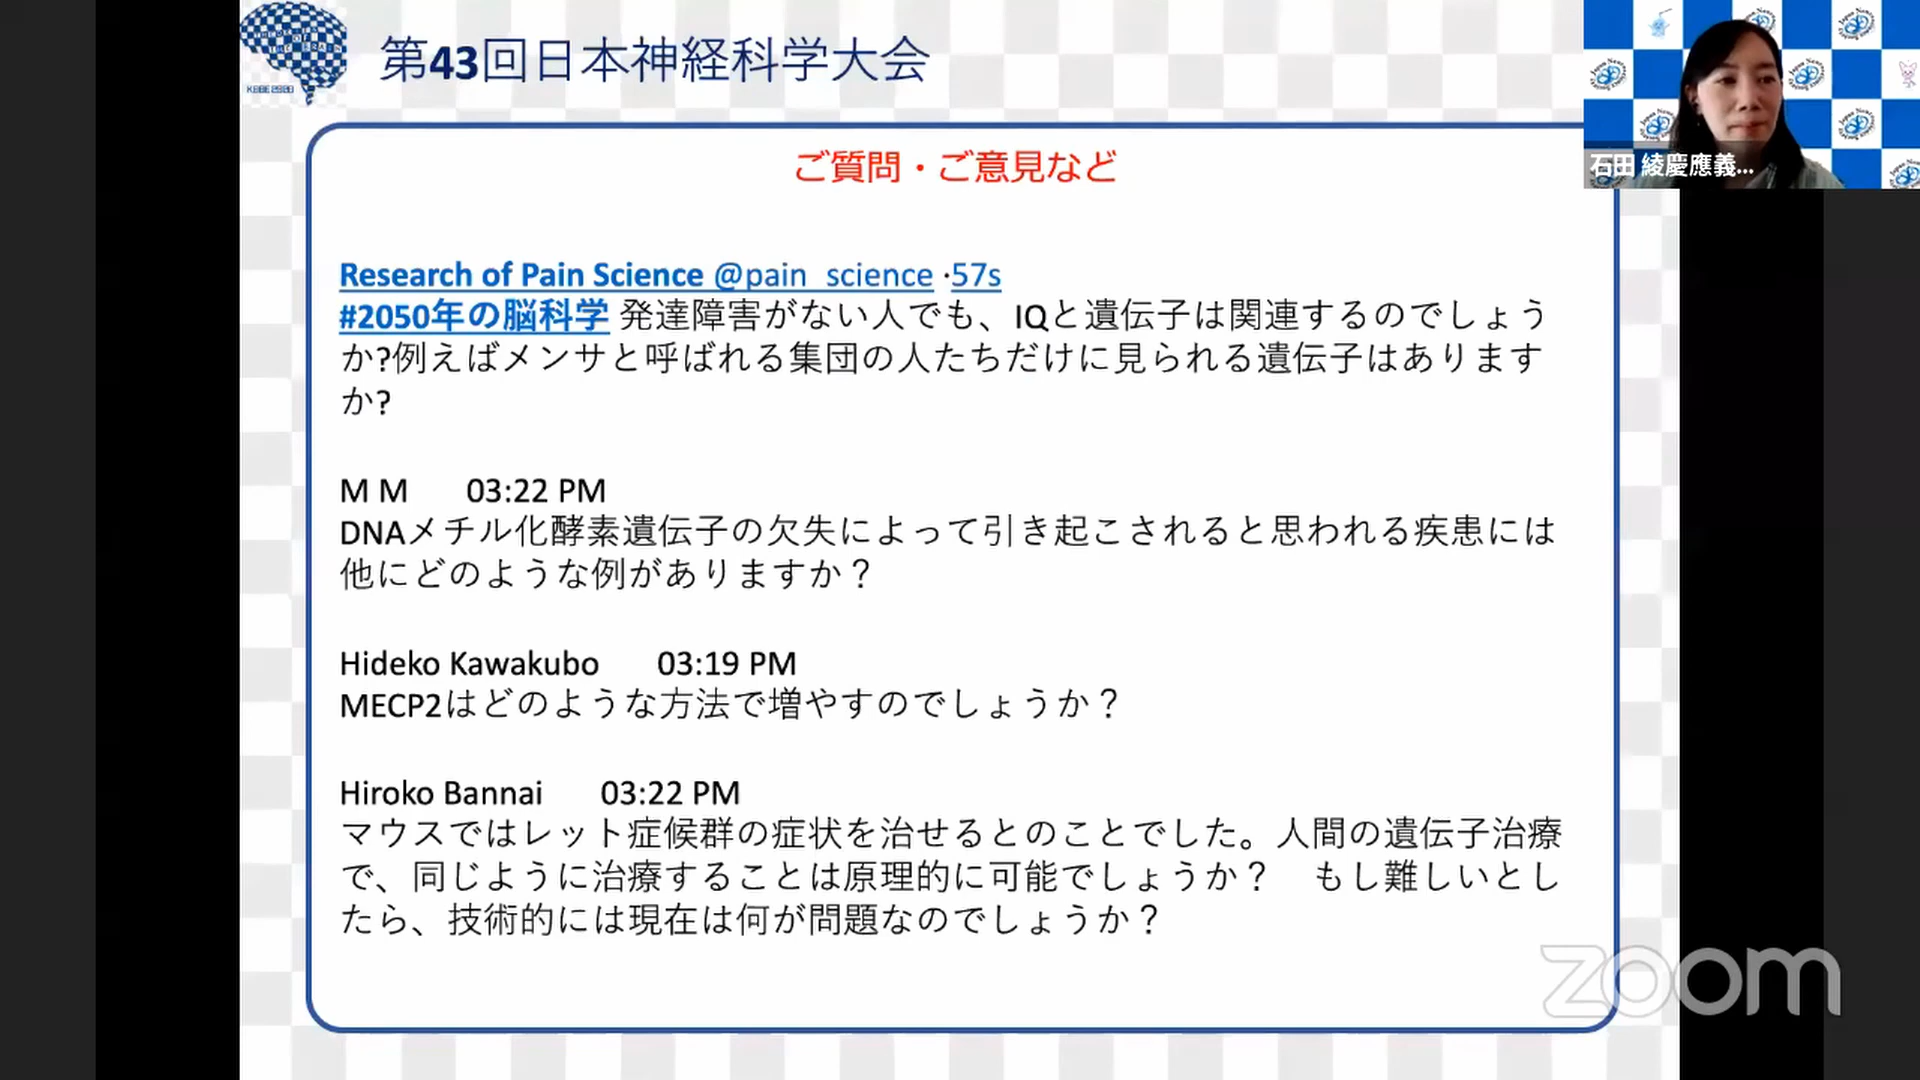 第43回日本神経科学大会
KOBE 2020
石田 綾慶應義...
ご質問・ご意見など
Research of Pain Science @pain_science ·57s
#2050年の脳科学 発達障害がない人でも、IQと遺伝子は関連するのでしょう
か?例えばメンサと呼ばれる集団の人たちだけに見られる遺伝子はあります
か?
M M 03:22 PM
DNAメチル化酵素遺伝子の欠失によって引き起こされると思われる疾患には
他にどのような例がありますか？
Hideko Kawakubo 03:19 PM
MECP2はどのような方法で増やすのでしょうか？
Hiroko Bannai 03:22 PM
マウスではレット症候群の症状を治せるとのことでした。人間の遺伝子治療
で、同じように治療することは原理的に可能でしょうか？　もし難しいとし
たら、技術的には現在は何が問題なのでしょうか？
zoom